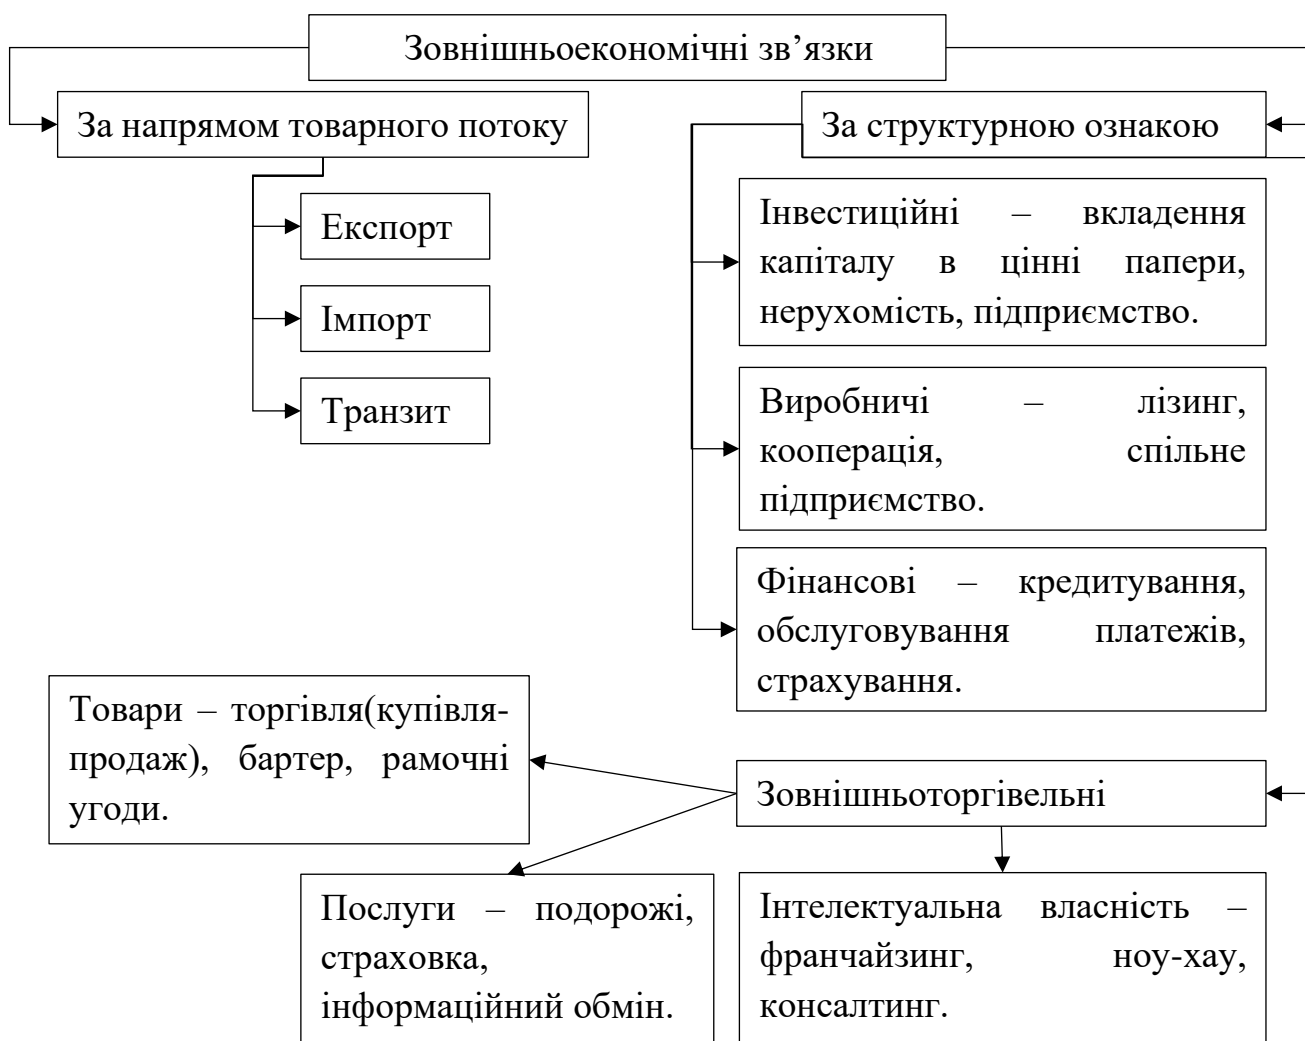 Зовнішньоекономічні зв’язки
За напрямом товарного потоку
За структурною ознакою
Експорт
Імпорт
Транзит
Інвестиційні – вкладення
капіталу в цінні папери,
нерухомість, підприємство.
Виробничі – лізинг,
кооперація, спільне
підприємство.
Фінансові – кредитування,
обслуговування платежів,
страхування.
Товари – торгівля(купівля-
продаж), бартер, рамочні
угоди.
Зовнішньоторгівельні
Послуги – подорожі,
страховка,
інформаційний обмін.
Інтелектуальна власність –
франчайзинг, ноу-хау,
консалтинг.